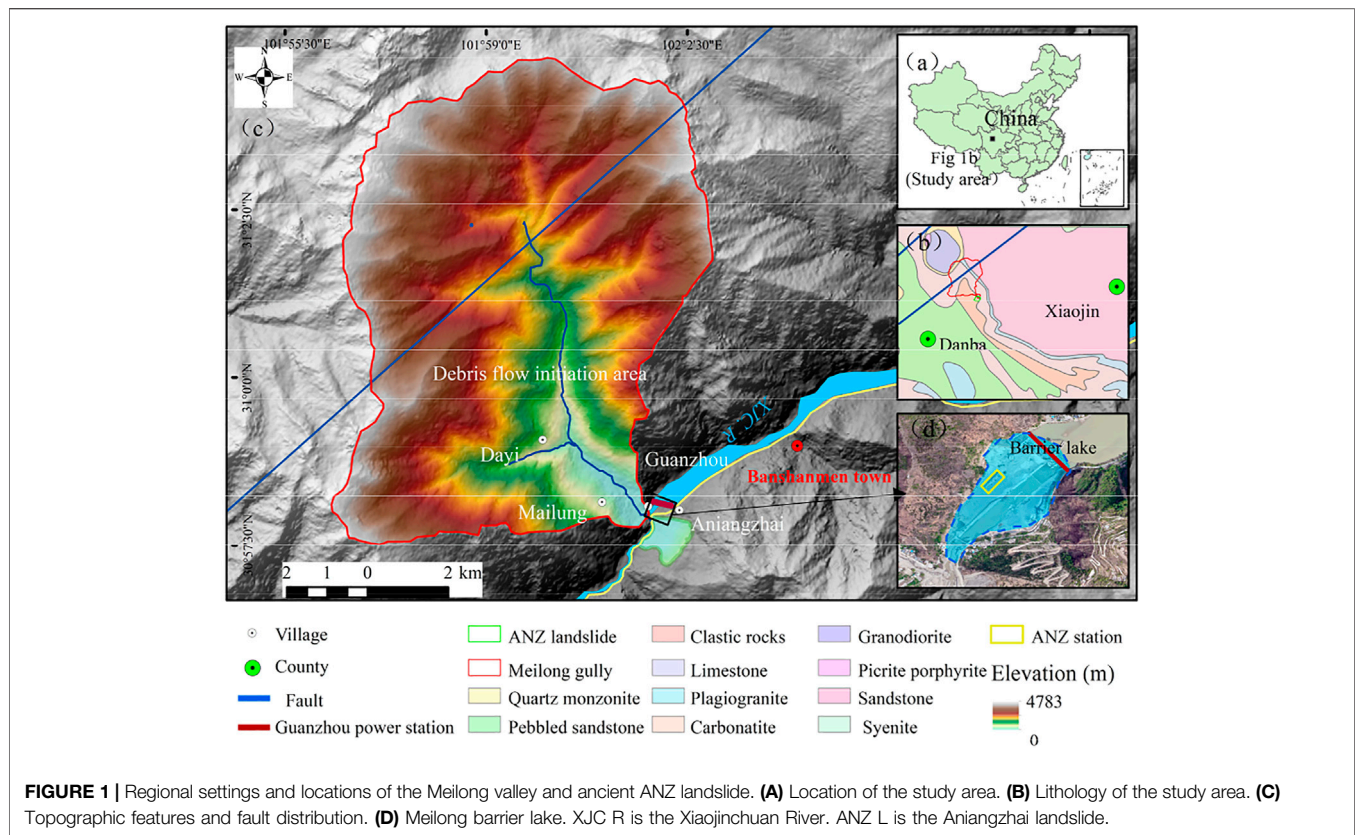 101°55'30"E
101°59'0"E
102°2'30"E
N
W E
S
(c)
31°2'30"N
31°0'0"N
30°57'30"N
Debris flow initiation area
Dayi
Mailung
Guanzhou
XJC R
Banshanmen town
Aniangzhai
2 1 0 2 km
(a)
China
Fig 1b
(Study area)
(b)
Xiaojin
Danba
(d)
Barrier lake
Village
County
Fault
Guanzhou power station
ANZ landslide
Meilong gully
Quartz monzonite
Pebbled sandstone
Clastic rocks
Limestone
Plagiogranite
Carbonatite
Granodiorite
Picrite porphyrite
Sandstone
Syenite
ANZ station
Elevation (m)
4783
0
FIGURE 1 | Regional settings and locations of the Meilong valley and ancient ANZ landslide. (A) Location of the study area. (B) Lithology of the study area. (C)
Topographic features and fault distribution. (D) Meilong barrier lake. XJC R is the Xiaojinchuan River. ANZ L is the Aniangzhai landslide.